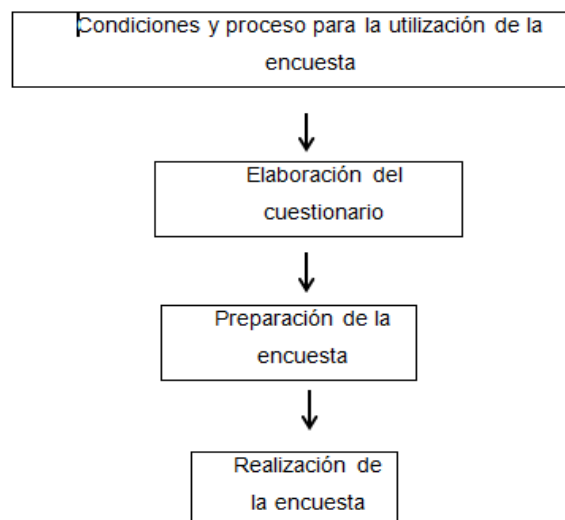 Condiciones y proceso para la utilización de la
encuesta
Elaboración del
cuestionario
Preparación de la
encuesta
Realización de
la encuesta